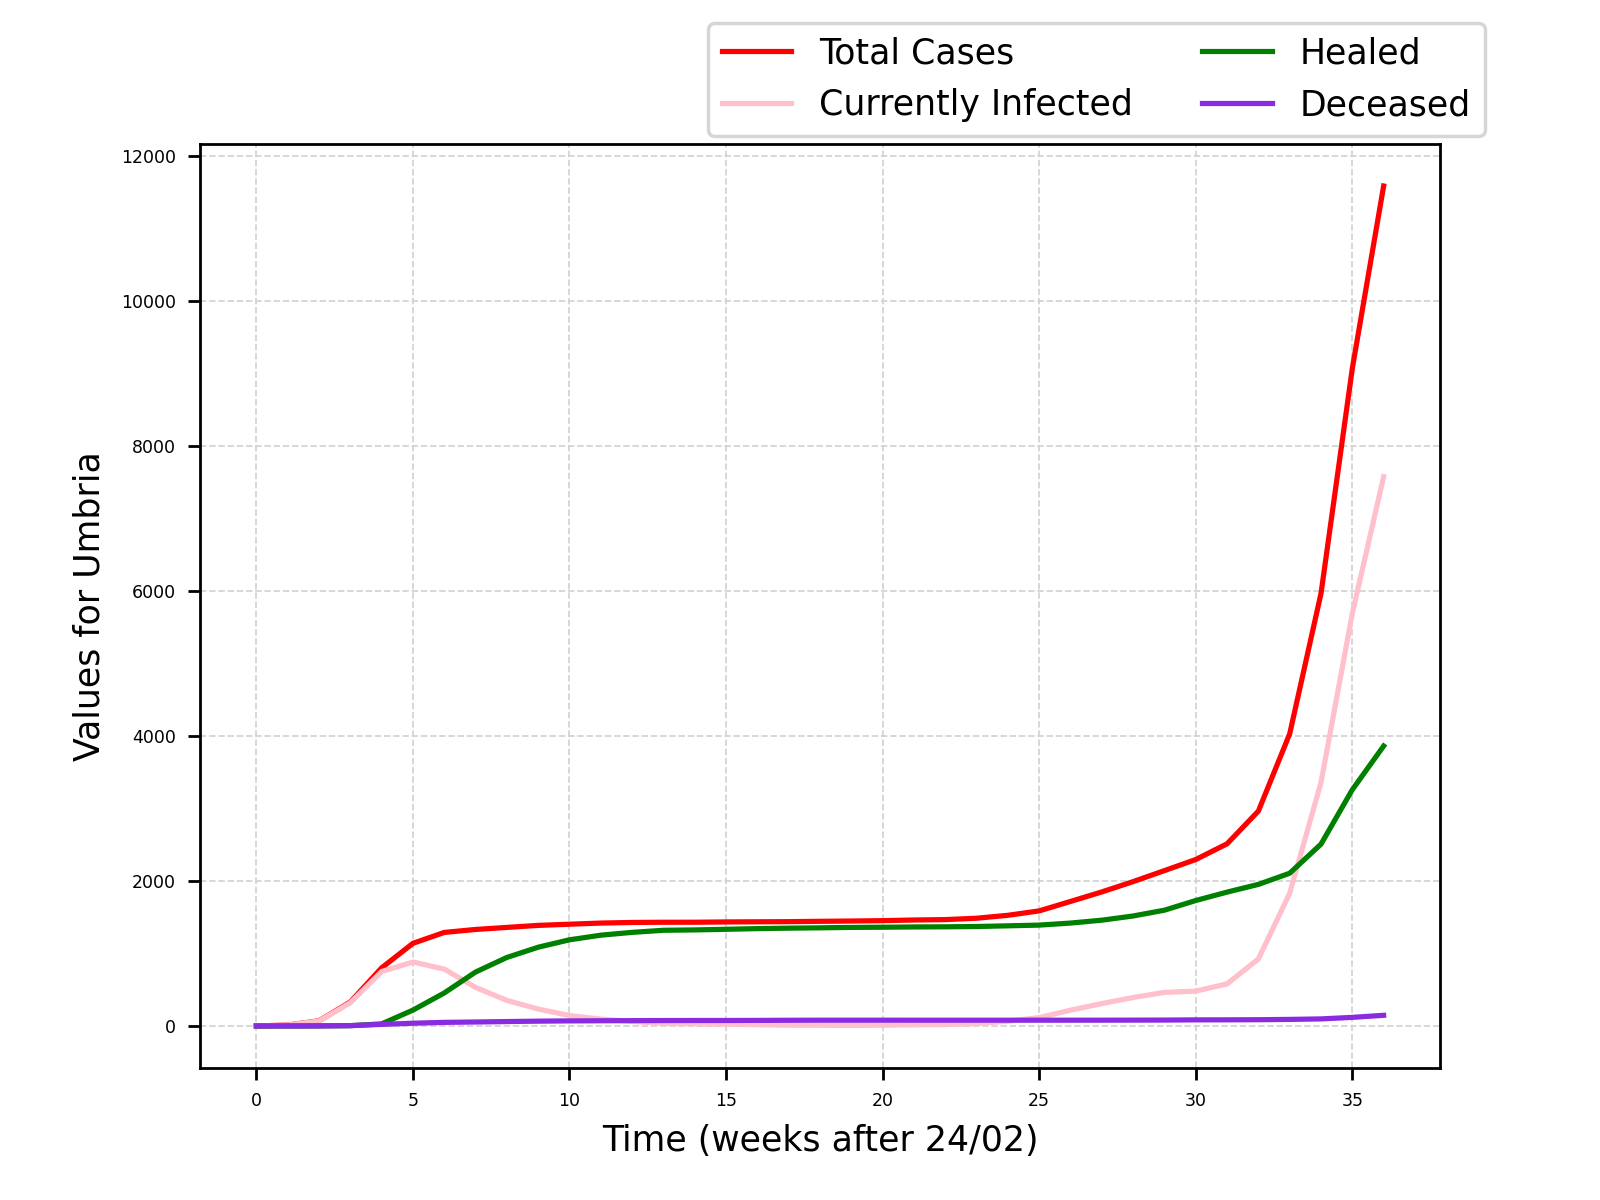 Total Cases
Currently Infected
Healed
Deceased
12000
10000
8000
6000
4000
2000
0
Values for Umbria
0 5 10 15 20 25 30 35
Time (weeks after 24/02)